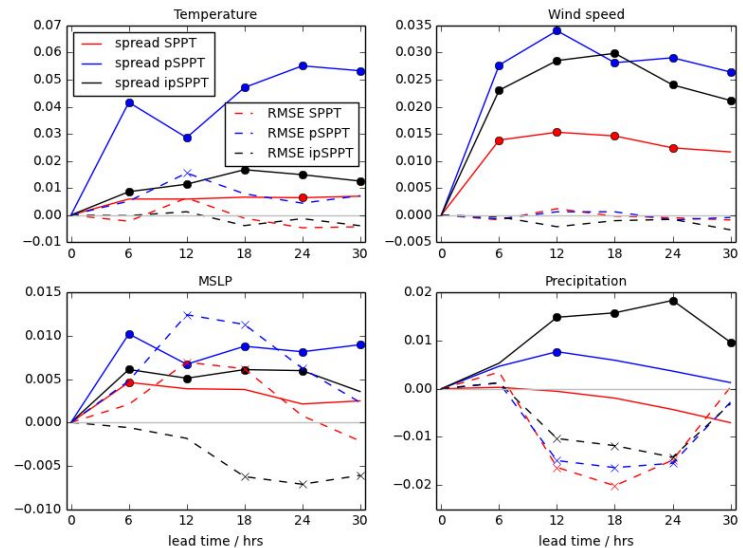 Temperature
0.07
0.06
0.05
0.04
0.03
0.02
0.01
0.00
−0.01
0 6 12 18 24 30
spread SPPT
spread pSPPT
spread ipSPPT
RMSE SPPT
RMSE pSPPT
RMSE ipSPPT
Wind speed
0.035
0.030
0.025
0.020
0.015
0.010
0.005
0.000
−0.005
0 6 12 18 24 30
MSLP
0.015
0.010
0.005
0.000
−0.005
−0.010
0 6 12 18 24 30
lead time / hrs
Precipitation
0.02
0.01
0.00
−0.01
−0.02
0 6 12 18 24 30
lead time / hrs